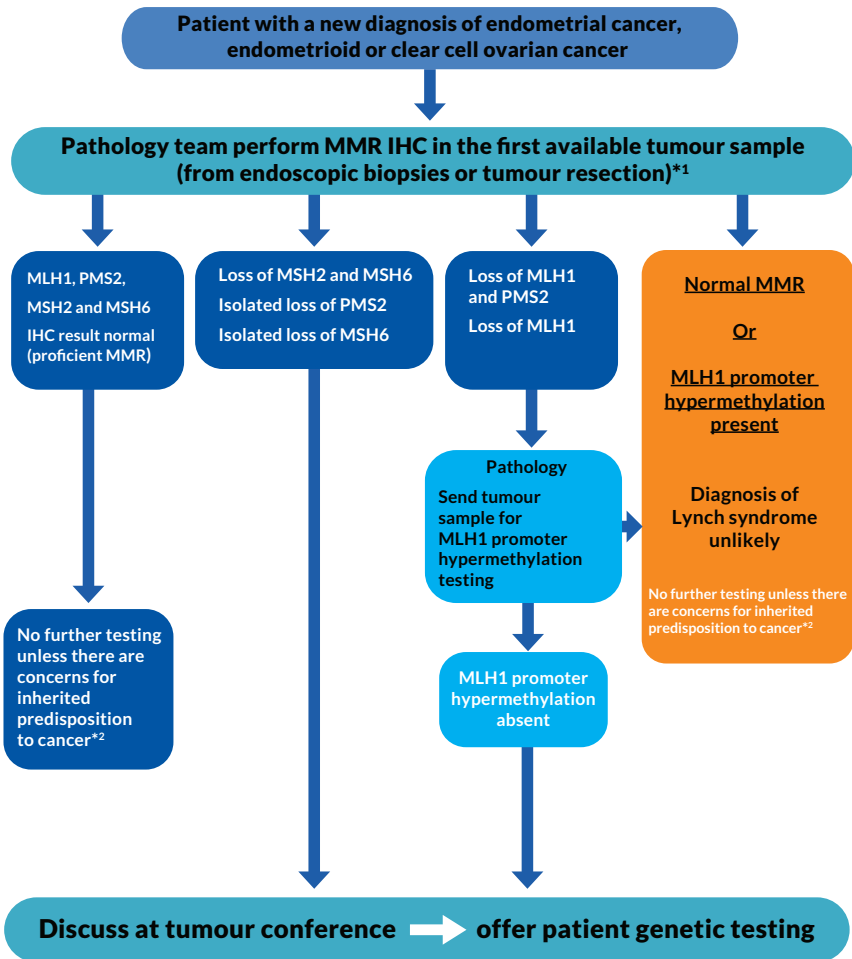 Patient with a new diagnosis of endometrial cancer,
endometrioid or clear cell ovarian cancer
Pathology team perform MMR IHC in the first available tumour sample
(from endoscopic biopsies or tumour resection)*1
MLH1, PMS2,
MSH2 and MSH6
IHC result normal
(proficient MMR)
Loss of MSH2 and MSH6
Isolated loss of PMS2
Isolated loss of MSH6
Loss of MLH1
and PMS2
Loss of MLH1
Normal MMR
Or
MLH1 promoter
hypermethylation
present
Diagnosis of
Lynch syndrome
unlikely
No further testing unless there
are concerns for inherited
predisposition to cancer*2
Pathology
Send tumour
sample for
MLH1 promoter
hypermethylation
testing
No further testing
unless there are
concerns for
inherited
predisposition
to cancer*2
MLH1 promoter
hypermethylation
absent
Discuss at tumour conference offer patient genetic testing